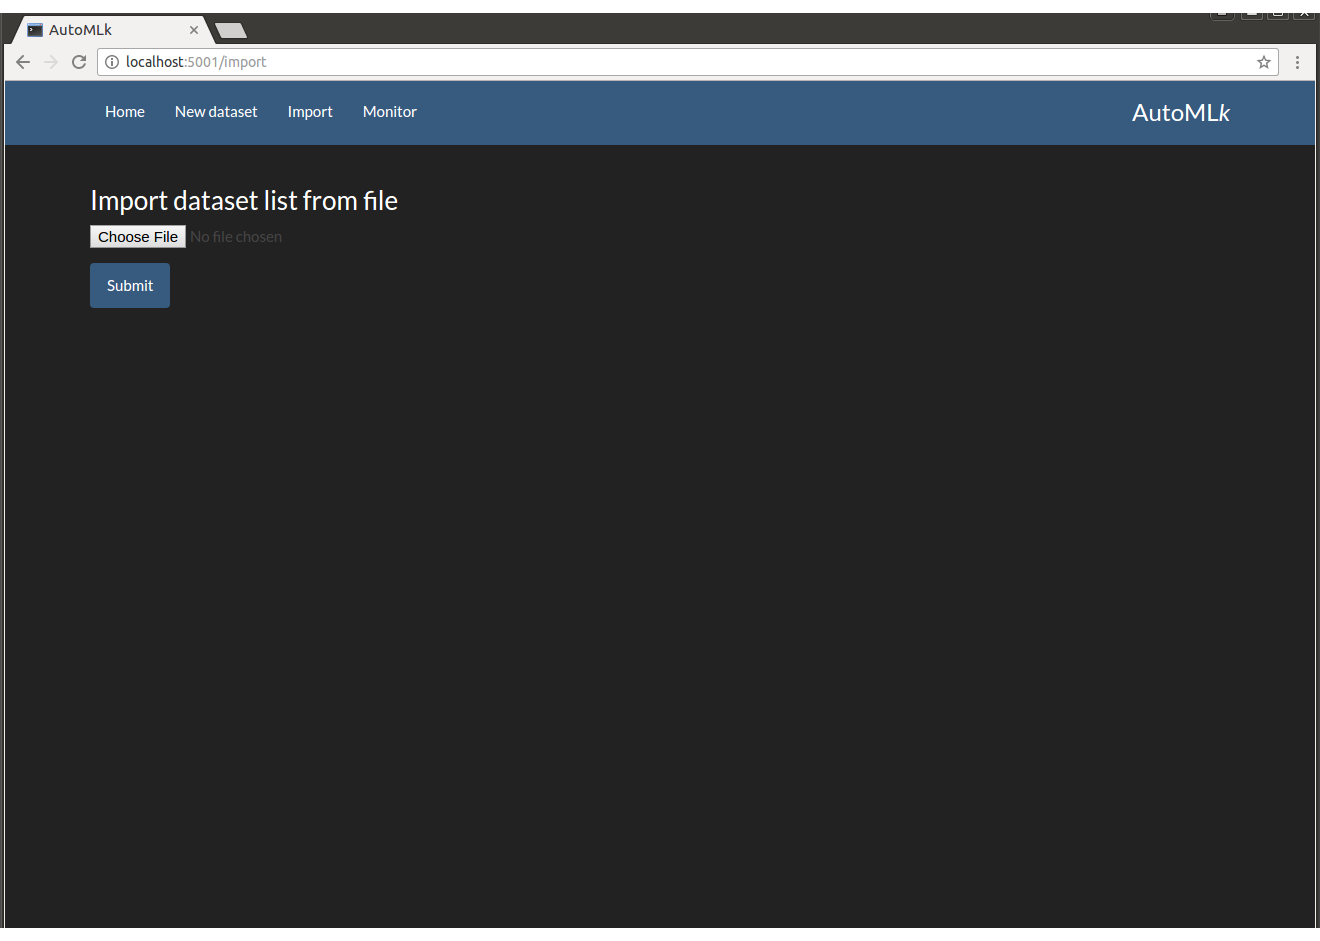 AutoMLk
localhost:5001/import
Home New dataset Import Monitor AutoMLk
Import dataset list from file
Choose File No file chosen
Submit